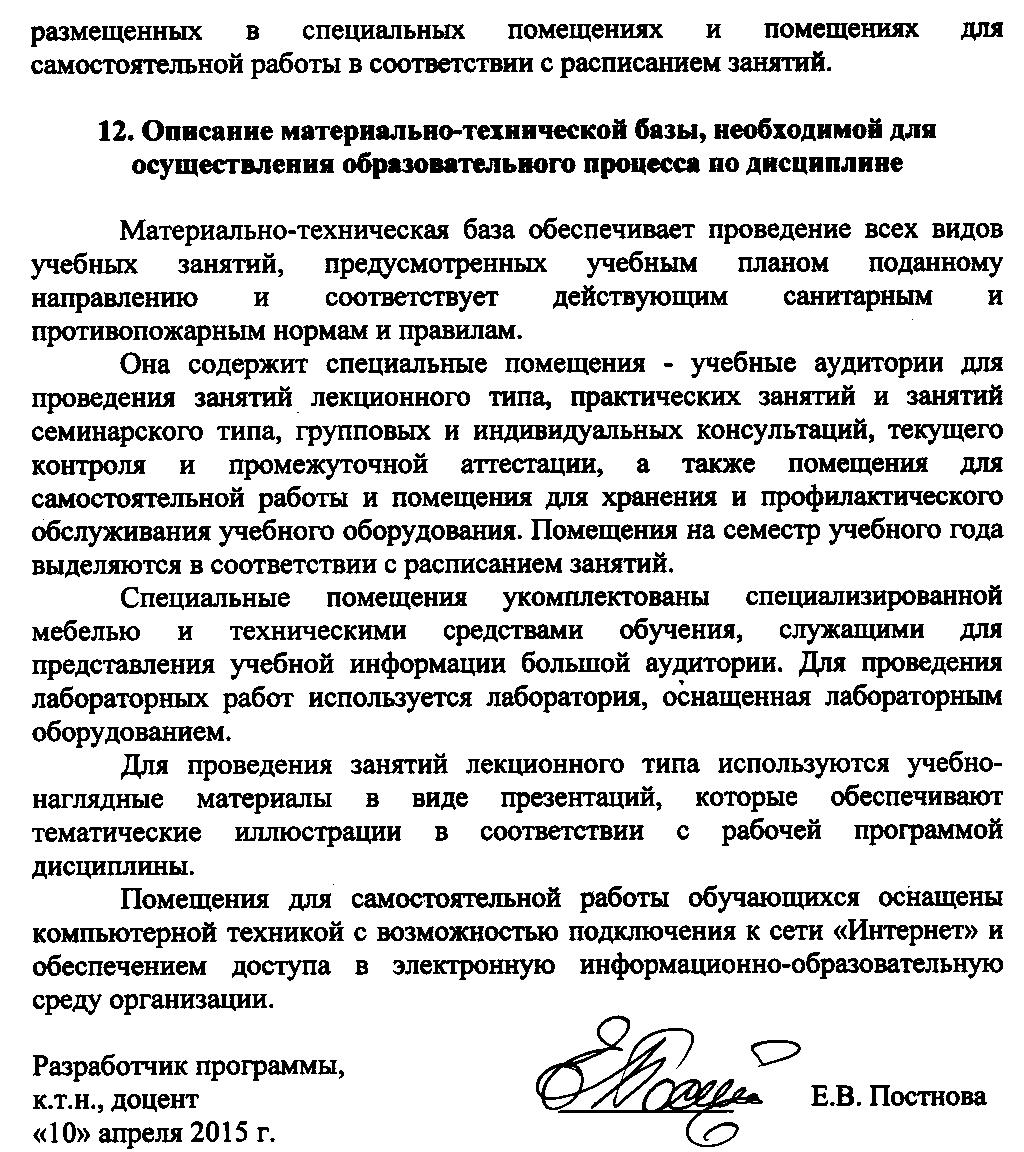 размещенных в специальных помещениях и помещениях для
самостоятельной работы в соответствии с расписанием занятий.
12. Описание материально-технической базы, необходимой для
осуществления образовательного процесса по дисциплине
Материально-техническая база обеспечивает проведение всех видов
учебных занятий, предусмотренных учебным планом поданному
направлению и соответствует действующим санитарным и
противопожарным нормам и правилам.
Она содержит специальные помещения - учебные аудитории для
проведения занятий лекционного типа, практических занятий и занятий
семинарского типа, групповых и индивидуальных консультаций, текущего
контроля и промежуточной аттестации, а также помещения для
самостоятельной работы и помещения для хранения и профилактического
обслуживания учебного оборудования. Помещения на семестр учебного года
выделяются в соответствии с расписанием занятий.
Специальные помещения укомплектованы специализированной
мебелью и техническими средствами обучения, служащими для
представления учебной информации большой аудитории. Для проведения
лабораторных работ используется лаборатория, оснащенная лабораторным
оборудованием.
Для проведения занятий лекционного типа используются учебно-
наглядные материалы в виде презентаций, которые обеспечивают
тематические иллюстрации в соответствии с рабочей программой
дисциплины.
Помещения для самостоятельной работы обучающихся оснащены
компьютерной техникой с возможностью подключения к сети «Интернет» и
обеспечением доступа в электронную информационно-образовательную
среду организации.
Разработчик программы,
к.т.н., доцент
Е.В. Постнова
«10» апреля 2015 г.